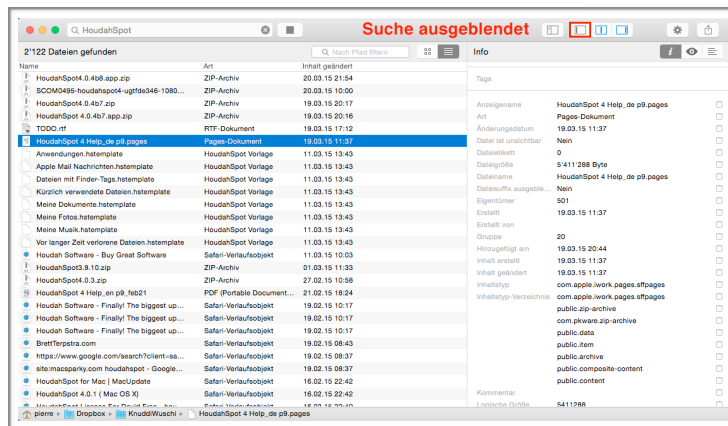 HoudahSpot
Suche ausgeblendet
2'122 Dateien gefunden
Nach Pfad filtern
Info
Name Art Inhalt geändert
HoudahSpot4.0.4b8.app.zip ZIP-Archiv 20.03.15 21:54
SCOM0495-houdahspot4-ugtfde346-1080... ZIP-Archiv 20.03.15 10:00
HoudahSpot4.0.4b7.zip ZIP-Archiv 19.03.15 20:17
HoudahSpot 4.0.4b7.app.zip ZIP-Archiv 19.03.15 20:16
TODO.rtf RTF-Dokument 19.03.15 17:12
HoudahSpot 4 Help_de p9.pages Pages-Dokument 19.03.15 11:37
Anwendungen.hstemplate HoudahSpot Vorlage 11.03.15 13:43
Apple Mail Nachrichten.hstemplate HoudahSpot Vorlage 11.03.15 13:43
Dateien mit Finder-Tags.hstemplate HoudahSpot Vorlage 11.03.15 13:43
Kürzlich verwendete Dateien.hstemplate HoudahSpot Vorlage 11.03.15 13:43
Meine Dokumente.hstemplate HoudahSpot Vorlage 11.03.15 13:43
Meine Fotos.hstemplate HoudahSpot Vorlage 11.03.15 13:43
Meine Musik.hstemplate HoudahSpot Vorlage 11.03.15 13:43
Vor langer Zeit verlorene Dateien.hstemplate HoudahSpot Vorlage 11.03.15 13:43
Houdah Software - Buy Great Software Safari-Verlaufsobjekt 11.03.15 10:03
HoudahSpot3.9.10.zip ZIP-Archiv 01.03.15 11:33
HoudahSpot4.0.3.zip ZIP-Archiv 27.02.15 10:58
HoudahSpot 4 Help_en p9_feb21 PDF (Portable Document... 21.02.15 18:24
Houdah Software - Finally! The biggest up... Safari-Verlaufsobjekt 19.02.15 10:17
Houdah Software - Finally! The biggest up... Safari-Verlaufsobjekt 19.02.15 10:17
Houdah Software - Finally! The biggest up... Safari-Verlaufsobjekt 19.02.15 10:17
BrettTerpstra.com Safari-Verlaufsobjekt 19.02.15 08:43
https://www.google.com/search?client=sa... Safari-Verlaufsobjekt 19.02.15 08:37
site:macsparky.com houdahspot - Google... Safari-Verlaufsobjekt 19.02.15 08:37
HoudahSpot for Mac | MacUpdate Safari-Verlaufsobjekt 16.02.15 22:42
HoudahSpot 4.0.1 ( Mac OS X) Safari-Verlaufsobjekt 16.02.15 22:42
Tags
Anzeigename HoudahSpot 4 Help_de p9.pages
Art Pages-Dokument
Änderungsdatum 19.03.15 11:37
Datei ist unsichtbar Nein
Dateietikett 0
Dateigröße 5'411'288 Byte
Dateiname HoudahSpot 4 Help_de p9.pages
Dateisuffix ausgeble... Nein
Eigentümer 501
Erstellt 19.03.15 11:37
Erstellt von
Gruppe 20
Hinzugefügt am 19.03.15 20:44
Inhalt erstellt 19.03.15 11:37
Inhalt geändert 19.03.15 11:37
Inhaltstyp com.apple.iwork.pages.sffpages
Inhaltstyp-Verzeichnis com.apple.iwork.pages.sffpages
public.zip-archive
com.pkware.zip-archive
public.data
public.item
public.archive
public.composite-content
public.content
Kommentar
Logische Größe 5411288
pierre Dropbox KnuddiWuschi HoudahSpot 4 Help_de p9.pages